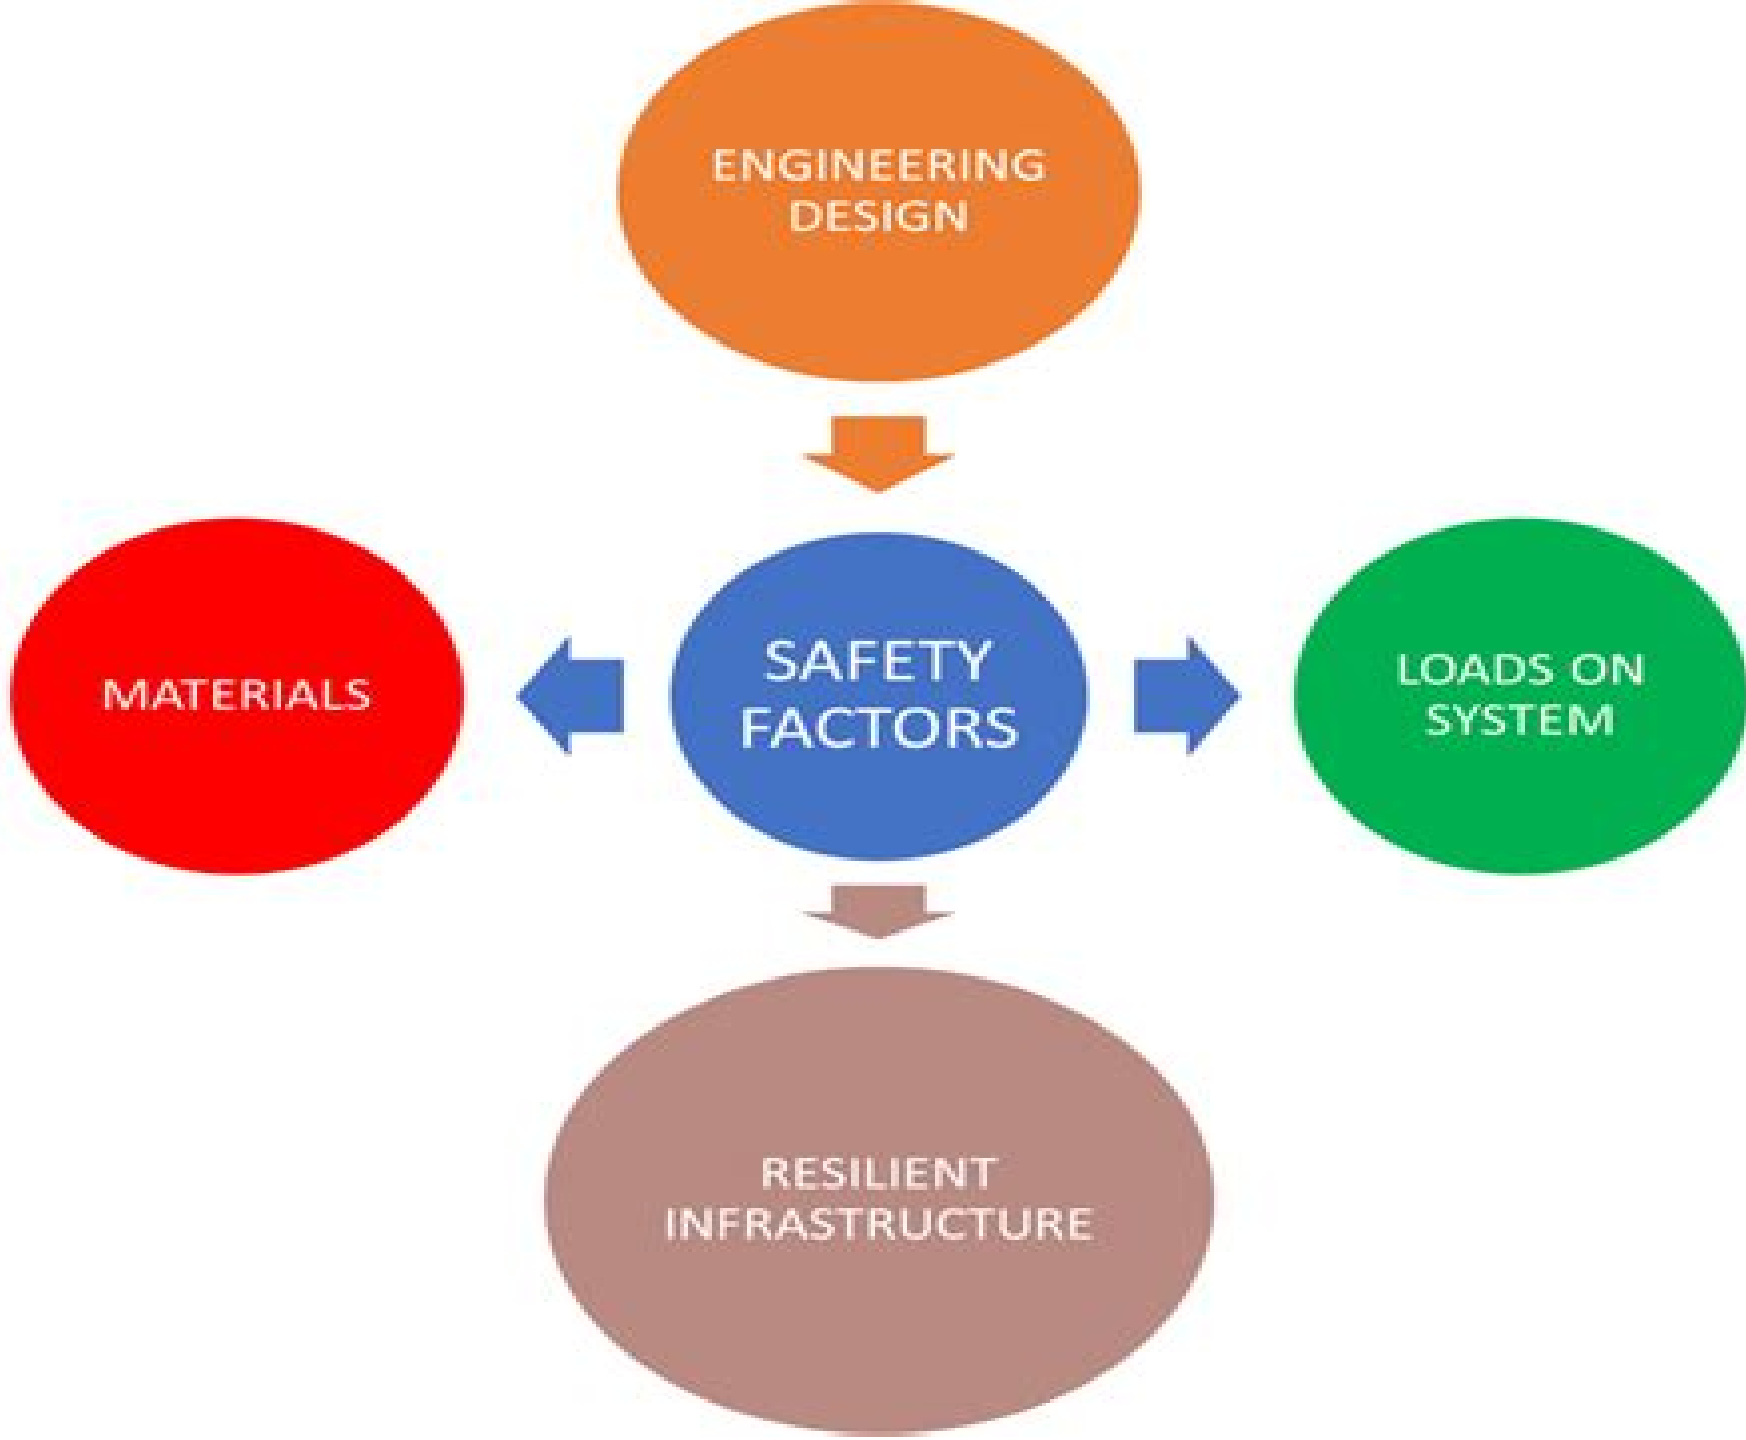 ENGINEERING
DESIGN
MATERIALS
SAFETY
FACTORS
LOADS ON
SYSTEM
RESILIENT
INFRASTRUCTURE